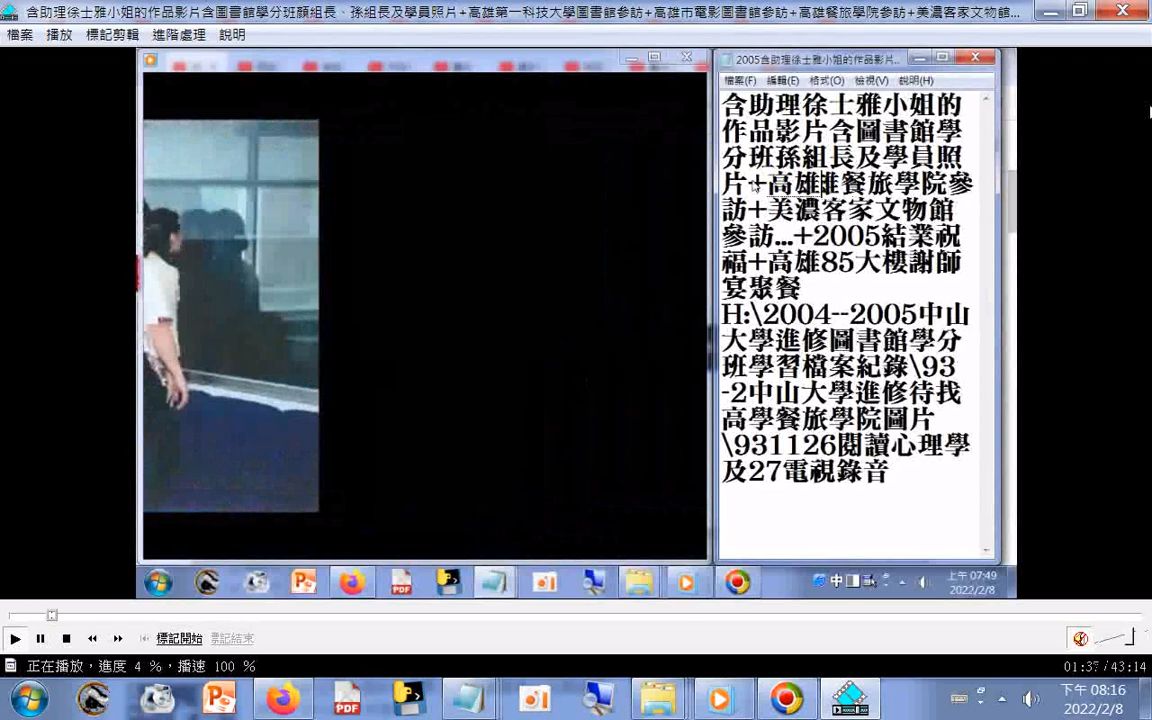 含助理徐士雅小姐的作品影片含圖書館學分班顏組長、孫組長及學員照片+高雄第一科技大學圖書館參訪+高雄市電影圖書館參訪+高雄餐旅學院參訪+美濃客家文物館...
檔案 播放 標記剪輯 進階處理 說明
2005含助理徐士雅小姐的作品影片...
檔案(F) 編輯(E) 格式(O) 檢視(V) 說明(H)
含助理徐士雅小姐的
作品影片含圖書館學
分班孫組長及學員照
片+高雄雄餐旅學院參
訪+美濃客家文物館
參訪...+2005結業祝
福+高雄85大樓謝師
宴聚餐
H:\2004--2005中山
大學進修圖書館學分
班學習檔案紀錄\93
-2中山大學進修待找
高學餐旅學院圖片
\931126閱讀心理學
及27電視錄音
中
上午 07:49
2022/2/8
標記開始 標記結束
正在播放，進度 4 %，播速 100 %
01:37 / 43:14
下午 08:16
2022/2/8